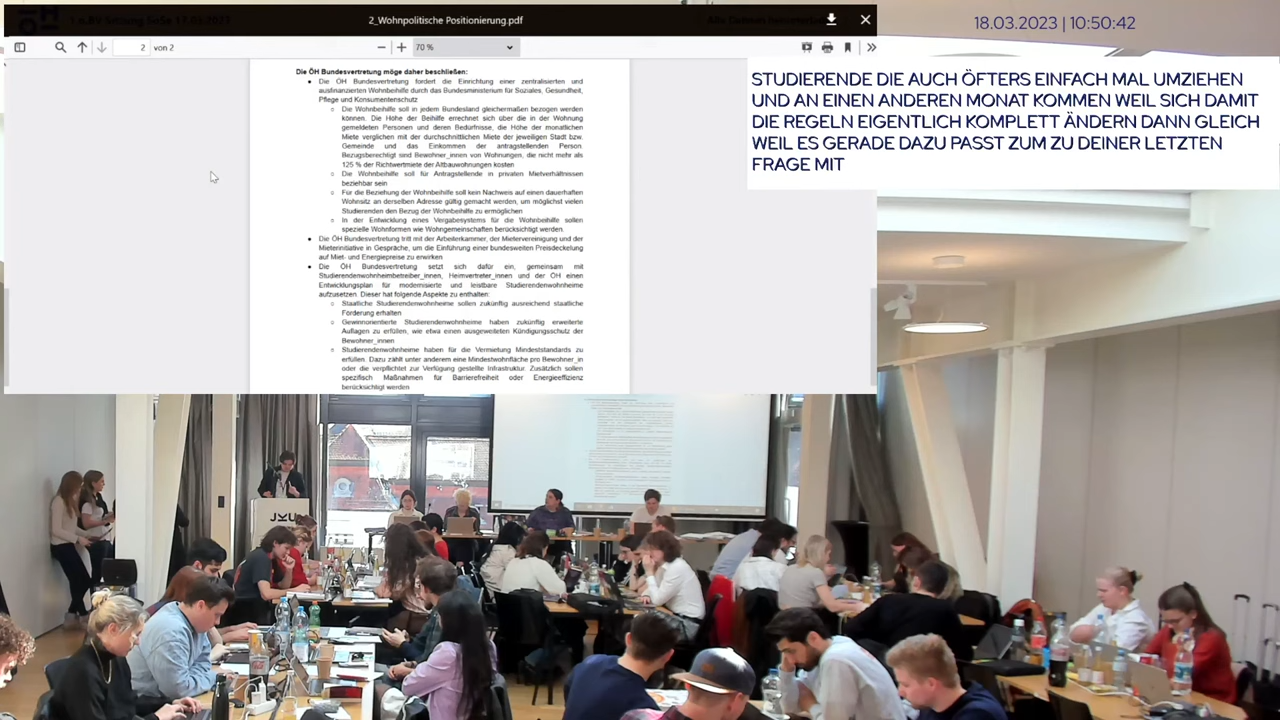 2_Wohnpolitische Positionierung.pdf
18.03.2023 | 10:50:42
2 von 2
70 %
STUDIERENDE DIE AUCH ÖFTERS EINFACH MAL UMZIEHEN
UND AN EINEN ANDEREN MONAT KOMMEN WEIL SICH DAMIT
DIE REGELN EIGENTLICH KOMPLETT ÄNDERN DANN GLEICH
WEIL ES GERADE DAZU PASST ZUM ZU DEINER LETZTEN
FRAGE MIT
Die ÖH Bundesvertretung möge daher beschließen:
Die ÖH Bundesvertretung fordert die Einrichtung einer zentralisierten und
ausfinanzierten Wohnbeihilfe durch das Bundesministerium für Soziales, Gesundheit,
Pflege und Konsumentenschutz
Die Wohnbeihilfe soll in jedem Bundesland gleichermaßen bezogen werden
können. Die Höhe der Beihilfe errechnet sich über die in der Wohnung
gemeldeten Personen und deren Bedürfnisse, die Höhe der monatlichen
Miete verglichen mit der durchschnittlichen Miete der jeweiligen Stadt bzw.
Gemeinde und das Einkommen der antragstellenden Person.
Bezugsberechtigt sind Bewohner_innen von Wohnungen, die nicht mehr als
125 % der Richtwertmiete der Altbauwohnungen kosten
Die Wohnbeihilfe soll für Antragstellende in privaten Mietverhältnissen
beziehbar sein
Für die Beziehung der Wohnbeihilfe soll kein Nachweis auf einen dauerhaften
Wohnsitz an derselben Adresse gültig gemacht werden, um möglichst vielen
Studierenden den Bezug der Wohnbeihilfe zu ermöglichen
In der Entwicklung eines Vergabesystems für die Wohnbeihilfe sollen
spezielle Wohnformen wie Wohngemeinschaften berücksichtigt werden.
Die ÖH Bundesvertretung tritt mit der Arbeiterkammer, der Mietervereinigung und der
Mieterinitiative in Gespräche, um die Einführung einer bundesweiten Preisdeckelung
auf Miet- und Energiepreise zu erwirken
Die ÖH Bundesvertretung setzt sich dafür ein, gemeinsam mit
Studierendenwohnheimbetreiber_innen, Heimvertreter_innen und der ÖH einen
Entwicklungsplan für modernisierte und leistbare Studierendenwohnheime
aufzusetzen. Dieser hat folgende Aspekte zu enthalten:
Staatliche Studierendenwohnheime sollen zukünftig ausreichend staatliche
Förderung erhalten
Gewinnorientierte Studierendenwohnheime haben zukünftig erweiterte
Auflagen zu erfüllen, wie etwa einen ausgeweiteten Kündigungsschutz der
Bewohner_innen
Studierendenwohnheime haben für die Vermietung Mindeststandards zu
erfüllen. Dazu zählt unter anderem eine Mindestwohnfläche pro Bewohner_in
oder die verpflichtet zur Verfügung gestellte Infrastruktur. Zusätzlich sollen
spezifisch Maßnahmen für Barrierefreiheit oder Energieeffizienz
berücksichtigt werden
JKU